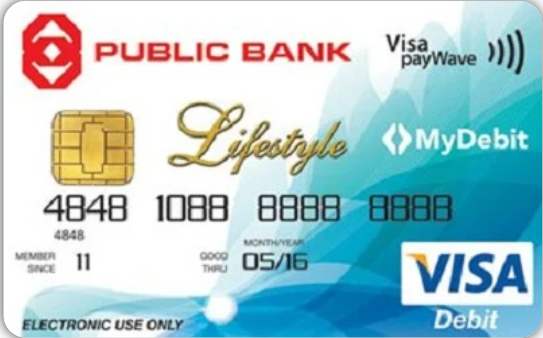 PUBLIC BANK
Visa
payWave
Lifestyle
MyDebit
4848 1088 8888 8888
4848
MEMBER SINCE 11
MONTH/YEAR
GOOD THRU 05/16
VISA
Debit
ELECTRONIC USE ONLY